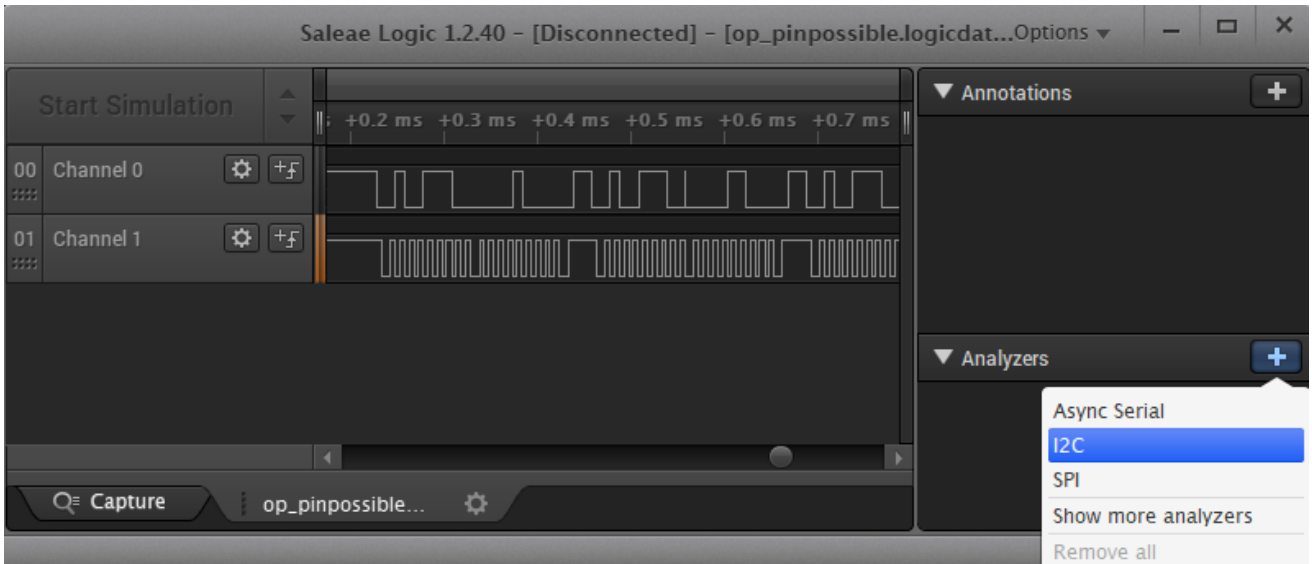 Saleae Logic 1.2.40 – [Disconnected] – [op_pinpossible.logicdat...Options
Start Simulation
+0.2 ms +0.3 ms +0.4 ms +0.5 ms +0.6 ms +0.7 ms
00 Channel 0
01 Channel 1
Capture
op_pinpossible...
Annotations
Analyzers
Async Serial
I2C
SPI
Show more analyzers
Remove all